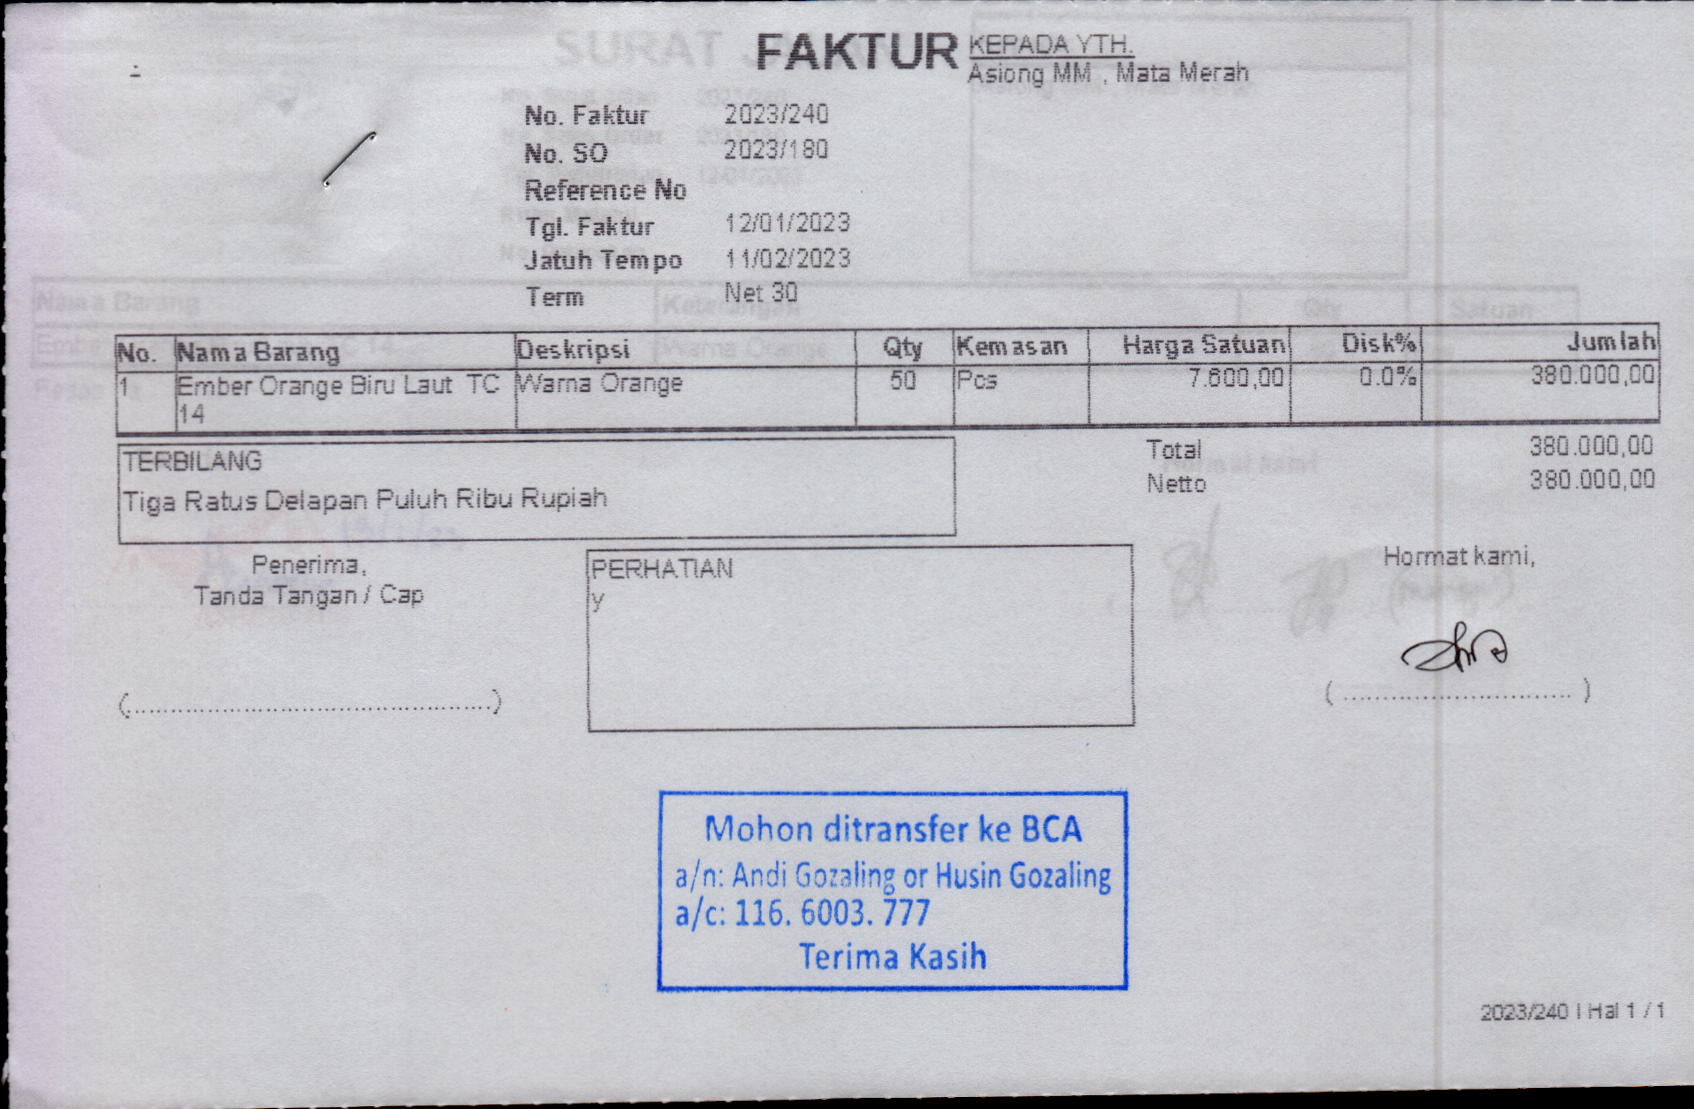 FAKTUR
KEPADA YTH.
Asiong MM , Mata Merah
No. Faktur 2023/240
No. SO 2023/180
Reference No
Tgl. Faktur 12/01/2023
Jatuh Tempo 11/02/2023
Term Net 30
No. Nama Barang Deskripsi Qty Kemasan Harga Satuan Disk% Jumlah
1 Ember Orange Biru Laut TC Warna Orange 50 Pcs 7.600,00 0.0% 380.000,00
14
TERBILANG
Tiga Ratus Delapan Puluh Ribu Rupiah
Total 380.000,00
Netto 380.000,00
Penerima,
Tanda Tangan / Cap
(...............................................)
PERHATIAN
y
Hormat kami,
( ............................. )
Mohon ditransfer ke BCA
a/n: Andi Gozaling or Husin Gozaling
a/c: 116. 6003. 777
Terima Kasih
2023/240 | Hal 1 / 1